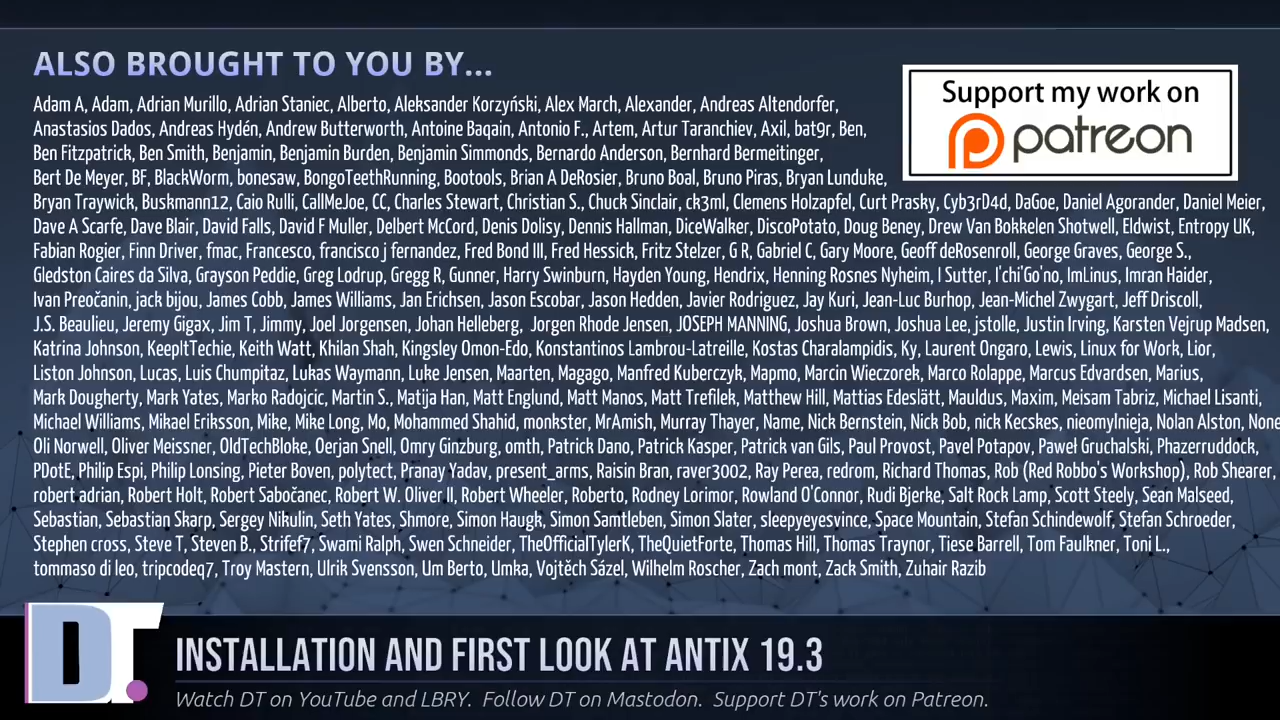 ALSO BROUGHT TO YOU BY...
Support my work on
patreon
Adam A, Adam, Adrian Murillo, Adrian Staniec, Alberto, Aleksander Korzyński, Alex March, Alexander, Andreas Altendorfer,
Anastasios Dados, Andreas Hydén, Andrew Butterworth, Antoine Baqain, Antonio F., Artem, Artur Taranchiev, Axil, bat9r, Ben,
Ben Fitzpatrick, Ben Smith, Benjamin, Benjamin Burden, Benjamin Simmonds, Bernardo Anderson, Bernhard Bermeitinger,
Bert De Meyer, BF, BlackWorm, bonesaw, BongoTeethRunning, Bootools, Brian A DeRosier, Bruno Boal, Bruno Piras, Bryan Lunduke,
Bryan Traywick, Buskmann12, Caio Rulli, CallMeJoe, CC, Charles Stewart, Christian S., Chuck Sinclair, ck3ml, Clemens Holzapfel, Curt Prasky, Cyb3rD4d, DaGoe, Daniel Agorander, Daniel Meier,
Dave A Scarfe, Dave Blair, David Falls, David F Muller, Delbert McCord, Denis Dolisy, Dennis Hallman, DiceWalker, DiscoPotato, Doug Beney, Drew Van Bokkelen Shotwell, Eldwist, Entropy UK,
Fabian Rogier, Finn Driver, fmac, Francesco, francisco j fernandez, Fred Bond III, Fred Hessick, Fritz Stelzer, G R, Gabriel C, Gary Moore, Geoff deRosenroll, George Graves, George S.,
Gledston Caires da Silva, Grayson Peddie, Greg Lodrup, Gregg R, Gunner, Harry Swinburn, Hayden Young, Hendrix, Henning Rosnes Nyheim, I Sutter, I'chi'Go'no, ImLinus, Imran Haider,
Ivan Preočanin, jack bijou, James Cobb, James Williams, Jan Erichsen, Jason Escobar, Jason Hedden, Javier Rodriguez, Jay Kuri, Jean-Luc Burhop, Jean-Michel Zwygart, Jeff Driscoll,
J.S. Beaulieu, Jeremy Gigax, Jim T, Jimmy, Joel Jorgensen, Johan Helleberg, Jorgen Rhode Jensen, JOSEPH MANNING, Joshua Brown, Joshua Lee, jstolle, Justin Irving, Karsten Vejrup Madsen,
Katrina Johnson, KeepItTechie, Keith Watt, Khilan Shah, Kingsley Omon-Edo, Konstantinos Lambrou-Latreille, Kostas Charalampidis, Ky, Laurent Ongaro, Lewis, Linux for Work, Lior,
Liston Johnson, Lucas, Luis Chumpitaz, Lukas Waymann, Luke Jensen, Maarten, Magago, Manfred Kuberczyk, Mapmo, Marcin Wieczorek, Marco Rolappe, Marcus Edvardsen, Marius,
Mark Dougherty, Mark Yates, Marko Radojcic, Martin S., Matija Han, Matt Englund, Matt Manos, Matt Trefilek, Matthew Hill, Mattias Edeslätt, Mauldus, Maxim, Meisam Tabriz, Michael Lisanti,
Michael Williams, Mikael Eriksson, Mike, Mike Long, Mo, Mohammed Shahid, monkster, MrAmish, Murray Thayer, Name, Nick Bernstein, Nick Bob, nick Kecskes, nieomylnieja, Nolan Alston, None
Oli Norwell, Oliver Meissner, OldTechBloke, Oerjan Snell, Omry Ginzburg, omth, Patrick Dano, Patrick Kasper, Patrick van Gils, Paul Provost, Pavel Potapov, Paweł Gruchalski, Phazerruddock,
PDotE, Philip Espi, Philip Lonsing, Pieter Boven, polytect, Pranay Yadav, present_arms, Raisin Bran, raver3002, Ray Perea, redrom, Richard Thomas, Rob (Red Robbo's Workshop), Rob Shearer,
robert adrian, Robert Holt, Robert Sabočanec, Robert W. Oliver II, Robert Wheeler, Roberto, Rodney Lorimor, Rowland O'Connor, Rudi Bjerke, Salt Rock Lamp, Scott Steely, Sean Malseed,
Sebastian, Sebastian Skarp, Sergey Nikulin, Seth Yates, Shmore, Simon Haugk, Simon Samtleben, Simon Slater, sleepyeyesvince, Space Mountain, Stefan Schindewolf, Stefan Schroeder,
Stephen cross, Steve T, Steven B., Strifef7, Swami Ralph, Swen Schneider, TheOfficialTylerK, TheQuietForte, Thomas Hill, Thomas Traynor, Tiese Barrell, Tom Faulkner, Toni L.,
tommaso di leo, tripcodeq7, Troy Mastern, Ulrik Svensson, Um Berto, Umka, Vojtěch Sázel, Wilhelm Roscher, Zach mont, Zack Smith, Zuhair Razib
DT.
INSTALLATION AND FIRST LOOK AT ANTIX 19.3
Watch DT on YouTube and LBRY. Follow DT on Mastodon. Support DT's work on Patreon.